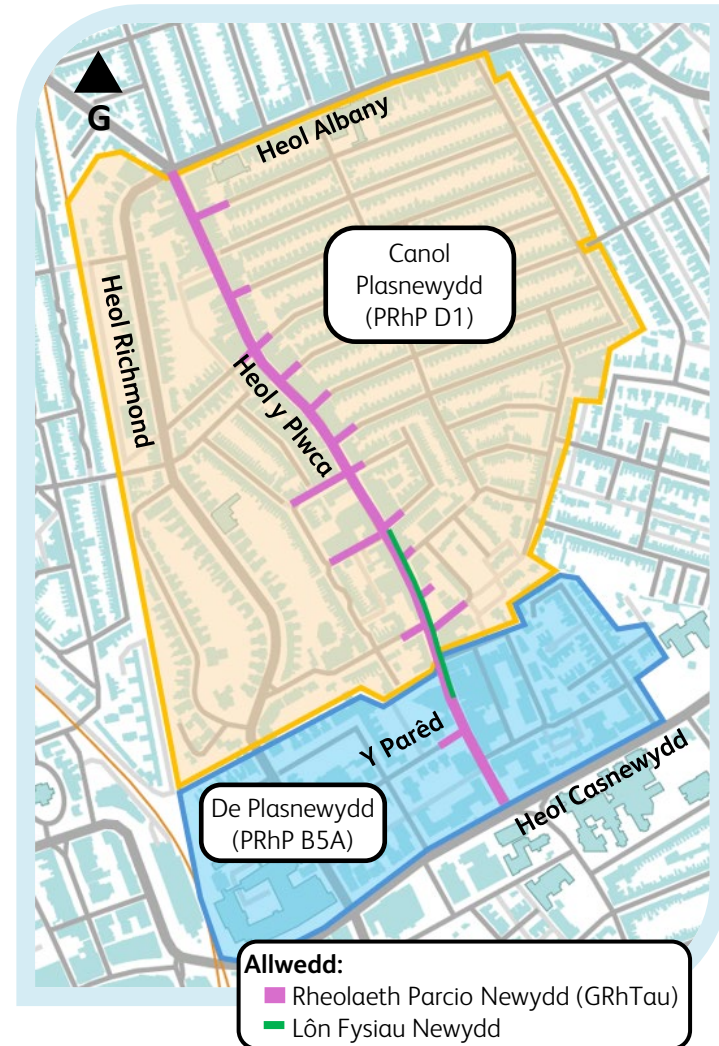 G
Heol Albany
Canol
Plasnewydd
(PRhP D1)
Heol Richmond
Heol y Plwca
Y Parêd
Heol Casnewydd
De Plasnewydd
(PRhP B5A)
Allwedd:
Rheolaeth Parcio Newydd (GRhTau)
Lôn Fysiau Newydd